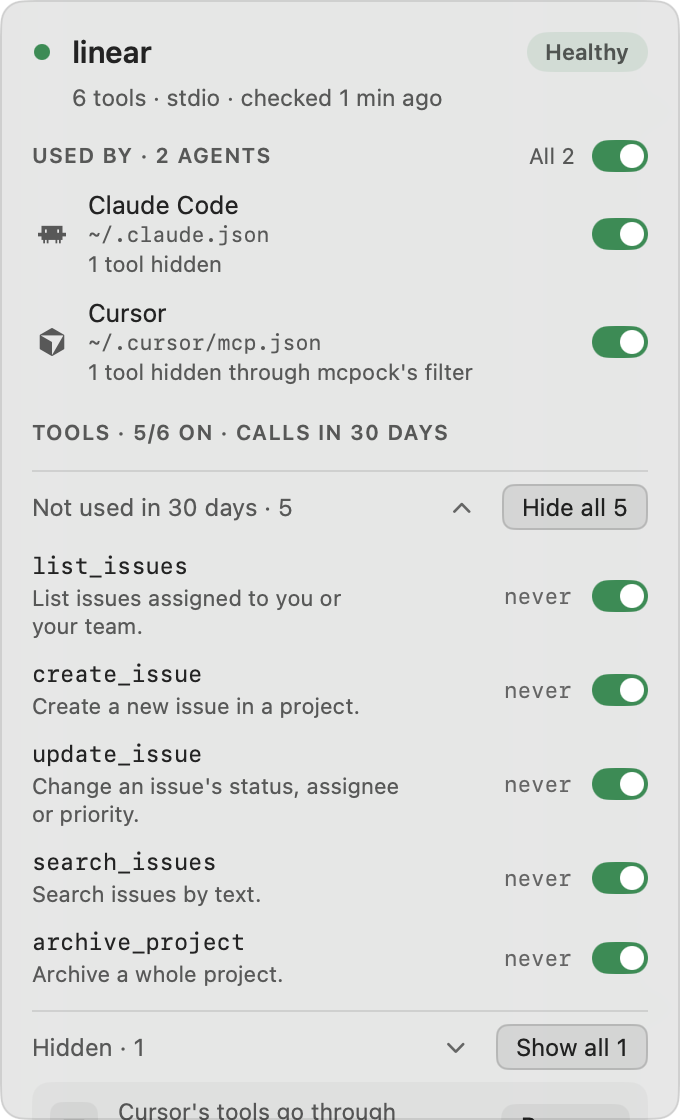 linear
Healthy
6 tools · stdio · checked 1 min ago
USED BY · 2 AGENTS
All 2
Claude Code
~/.claude.json
1 tool hidden
Cursor
~/.cursor/mcp.json
1 tool hidden through mcpock's filter
TOOLS · 5/6 ON · CALLS IN 30 DAYS
Not used in 30 days · 5
Hide all 5
list_issues
List issues assigned to you or
your team.
never
create_issue
Create a new issue in a project.
never
update_issue
Change an issue's status, assignee
or priority.
never
search_issues
Search issues by text.
never
archive_project
Archive a whole project.
never
Hidden · 1
Show all 1
Cursor's tools go through